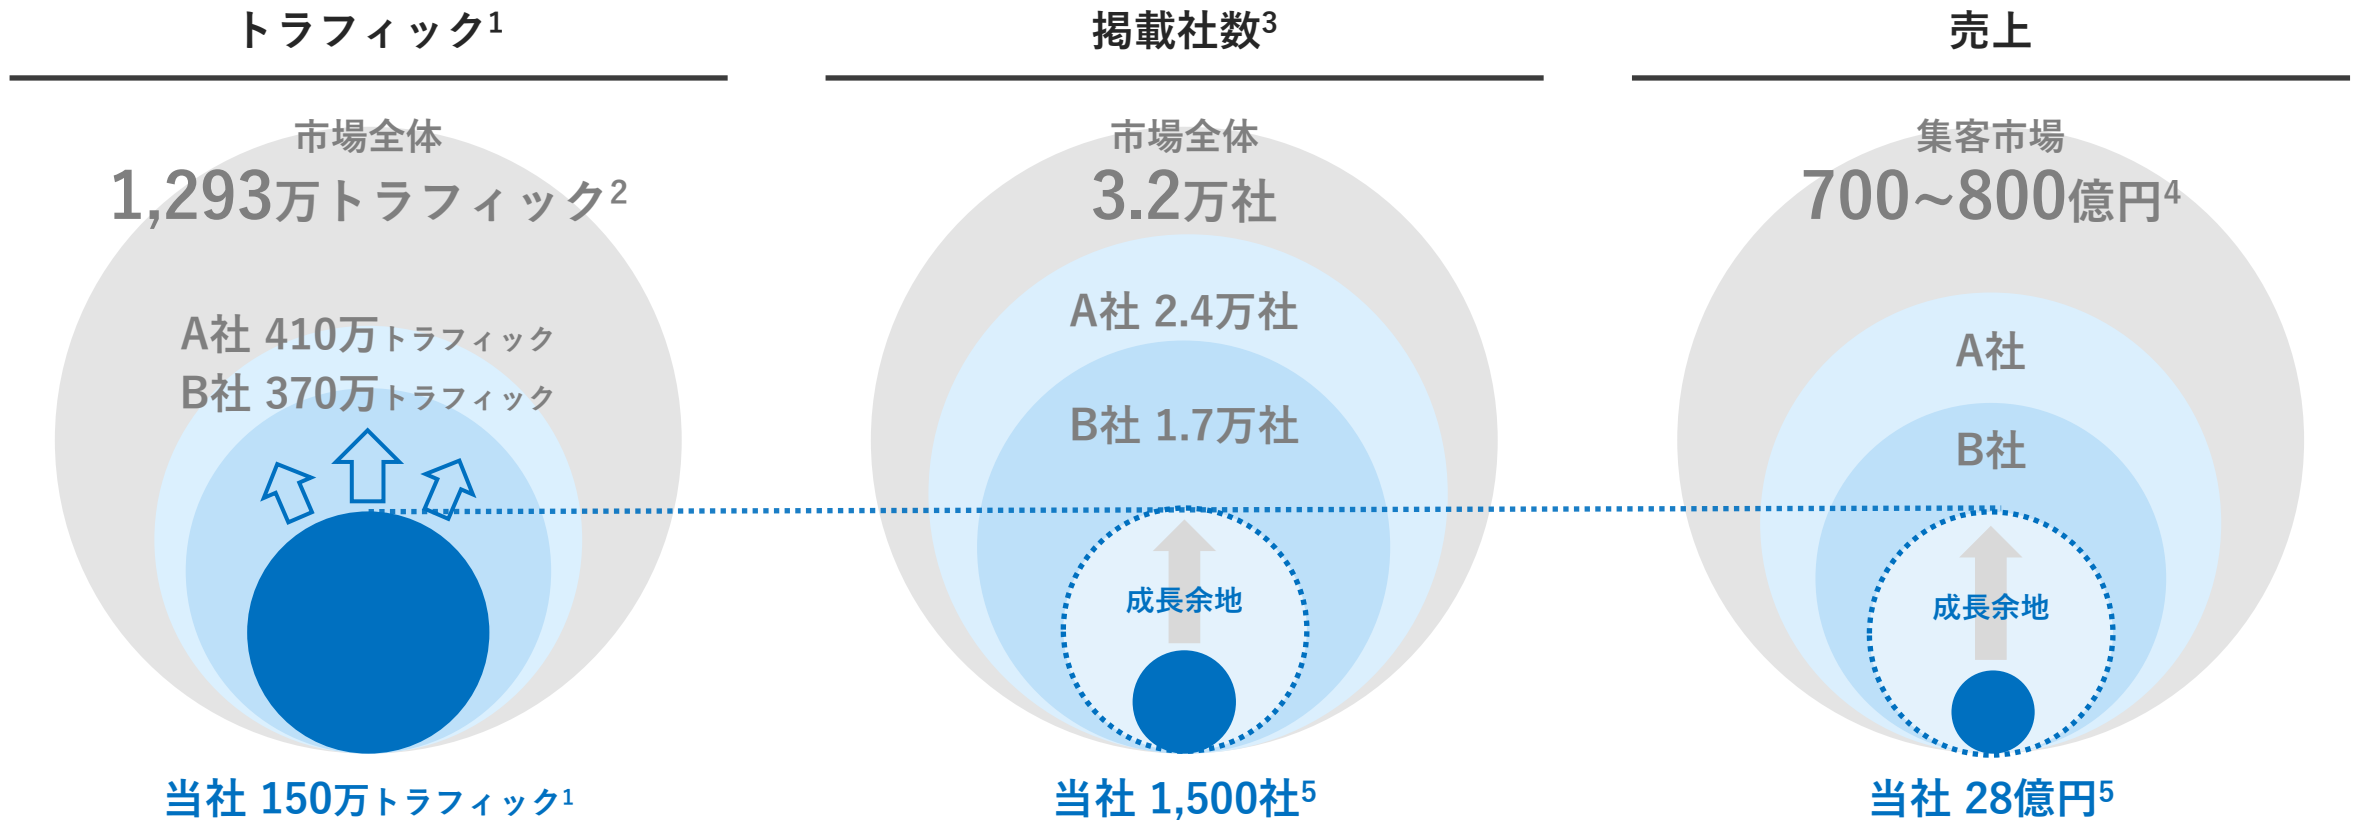 トラフィック1
市場全体
1,293万トラフィック2
A社 410万トラフィック
B社 370万トラフィック
当社 150万トラフィック1
掲載社数3
市場全体
3.2万社
A社 2.4万社
B社 1.7万社
成長余地
当社 1,500社5
売上
集客市場
700~800億円4
A社
B社
成長余地
当社 28億円5